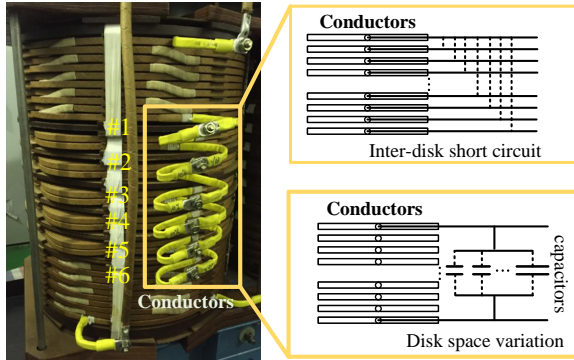 #1
#2
#3
#4
#5
#6
Conductors
Conductors
Inter-disk short circuit
Conductors
capacitors
Disk space variation